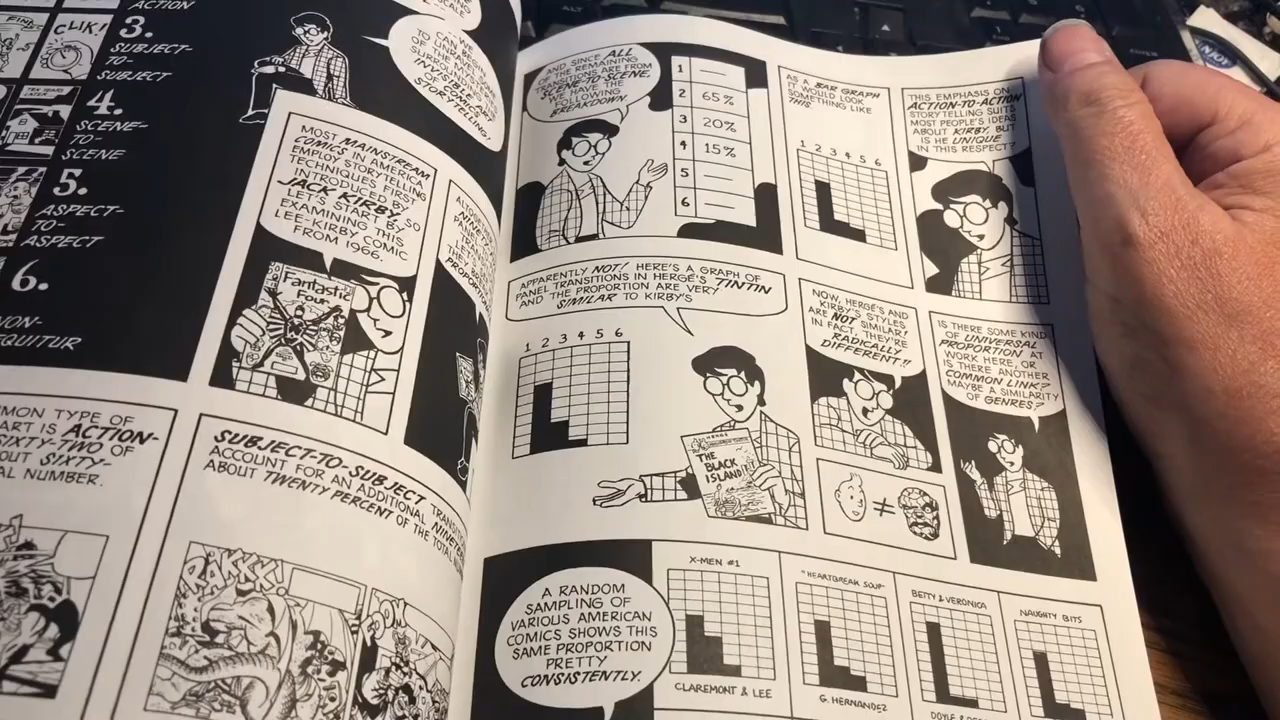 ACTION
3.
SUBJECT-
TO-
SUBJECT
4.
SCENE-
TO-
SCENE
5.
ASPECT-
TO-
ASPECT
6.
NON-
SEQUITUR
CLIK!
TEN YEARS
LATER
CAN WE
INVISIBLE ART
OF COMICS
STORYTELLING?
MOST MAINSTREAM
COMICS IN AMERICA
EMPLOY STORYTELLING
TECHNIQUES FIRST
INTRODUCED BY
JACK KIRBY, SO
LET'S START BY
EXAMINING THIS
LEE-KIRBY COMIC
FROM 1966.
Fantastic
Four
MMON TYPE OF
ART IS ACTION-
SIXTY-TWO OF
BOUT SIXTY-
AL NUMBER.
SUBJECT-TO-SUBJECT
ACCOUNT FOR AN ADDITIONAL
ABOUT TWENTY PERCENT OF THE TOTAL
RAKKK!
AND SINCE ALL
OF THE REMAINING
TRANSITIONS ARE FROM
SCENE-TO-SCENE,
WE HAVE THE
FOLLOWING
BREAKDOWN
1 —
2 65%
3 20%
4 15%
5 —
6 —
AS A BAR GRAPH
IT WOULD LOOK
SOMETHING LIKE
THIS
1 2 3 4 5 6
THIS EMPHASIS ON
ACTION-TO-ACTION
STORYTELLING SUITS
MOST PEOPLE'S IDEAS
ABOUT KIRBY, BUT
IS HE UNIQUE
IN THIS RESPECT?
APPARENTLY NOT! HERE'S A GRAPH OF
PANEL TRANSITIONS IN HERGÉ'S TINTIN
AND THE PROPORTION ARE VERY
SIMILAR TO KIRBY'S
1 2 3 4 5 6
HERGÉ
THE
BLACK
ISLAND
NOW, HERGÉ'S AND
KIRBY'S STYLES
ARE NOT SIMILAR!
IN FACT, THEY'RE
RADICALLY
DIFFERENT!!
≠
IS THERE SOME KIND
OF UNIVERSAL
PROPORTION AT
WORK HERE, OR
IS THERE ANOTHER
COMMON LINK?
MAYBE A SIMILARITY
OF GENRES?
A RANDOM
SAMPLING OF
VARIOUS AMERICAN
COMICS SHOWS THIS
SAME PROPORTION
PRETTY
CONSISTENTLY.
X-MEN #1
CLAREMONT & LEE
"HEARTBREAK SOUP"
G. HERNANDEZ
BETTY & VERONICA
NAUGHTY BITS